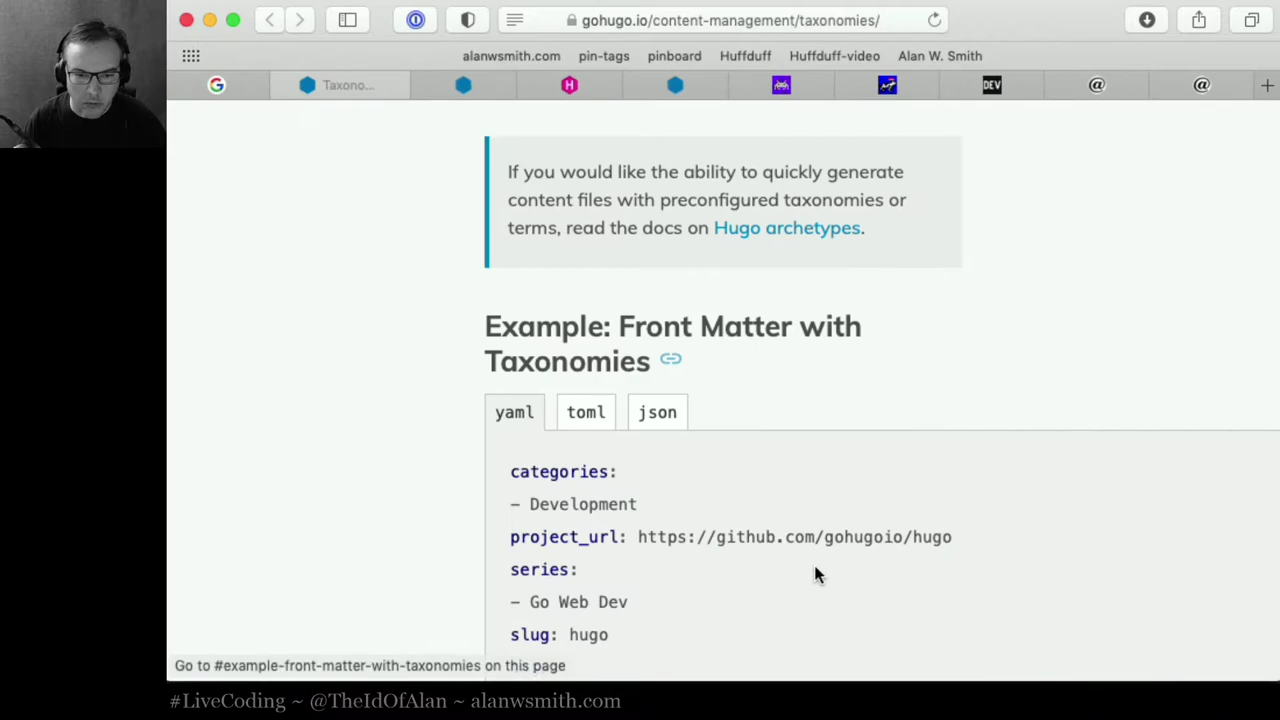 gohugo.io/content-management/taxonomies/
alanwsmith.com pin-tags pinboard Huffduff Huffduff-video Alan W. Smith
G Taxono... H DEV @ @
If you would like the ability to quickly generate
content files with preconfigured taxonomies or
terms, read the docs on Hugo archetypes.
Example: Front Matter with
Taxonomies
yaml toml json
categories:
- Development
project_url: https://github.com/gohugoio/hugo
series:
- Go Web Dev
slug: hugo
Go to #example-front-matter-with-taxonomies on this page
#LiveCoding ~ @TheIdOfAlan ~ alanwsmith.com